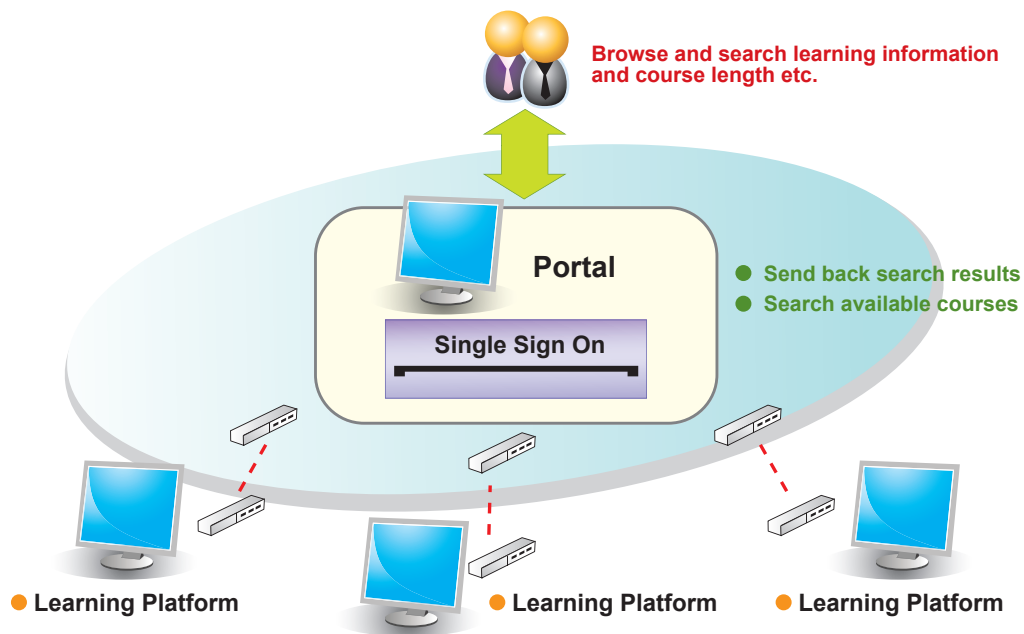 Browse and search learning information
and course length etc.
Portal
Send back search results
Search available courses
Single Sign On
Learning Platform
Learning Platform
Learning Platform